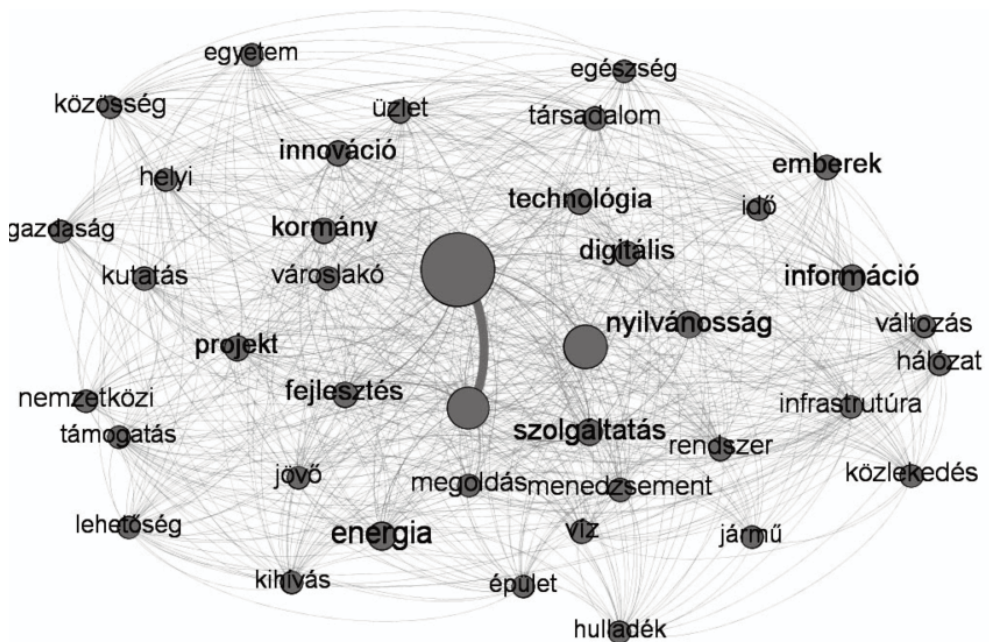 egyetem
egészség
közösség
üzlet
társadalom
innováció
emberek
helyi
technológia
idő
gazdaság
kormány
digitális
kutatás
városlakó
információ
nyilvánosság
változás
projekt
hálózat
nemzetközi
fejlesztés
infrastrutúra
támogatás
szolgáltatás
rendszer
jövő
megoldás
menedzsment
közlekedés
lehetőség
energia
víz
jármű
kihívás
épület
hulladék